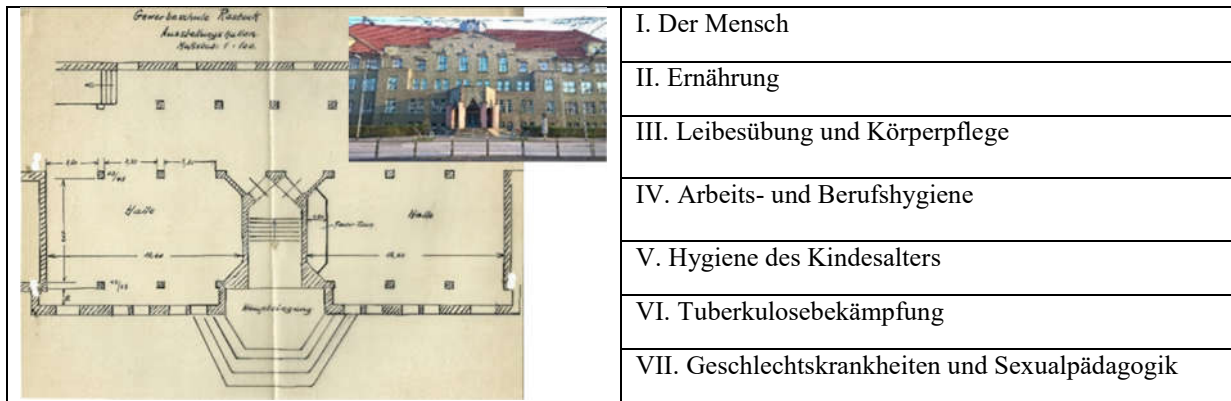 Gewerbeschule Rostock
Ausstellungshallen
Maßstab: 1 : 100.
Halle
Halle
Haupteingang
I. Der Mensch
II. Ernährung
III. Leibesübung und Körperpflege
IV. Arbeits- und Berufshygiene
V. Hygiene des Kindesalters
VI. Tuberkulosebekämpfung
VII. Geschlechtskrankheiten und Sexualpädagogik